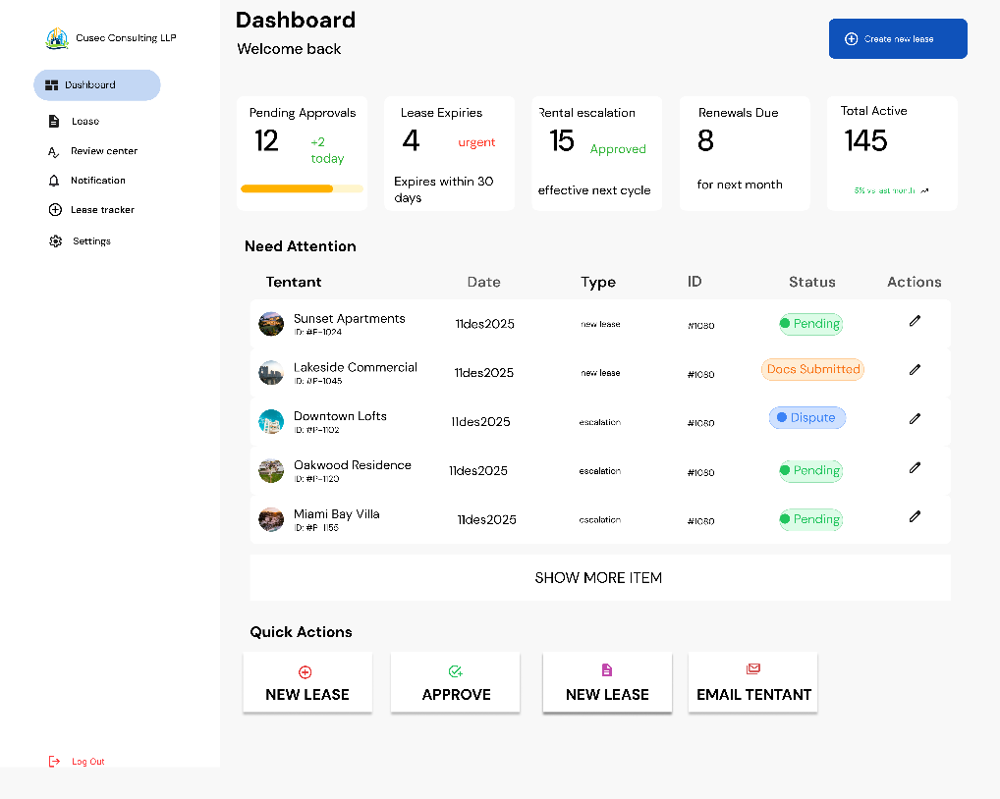 Cusec Consulting LLP
Dashboard
Lease
Review center
Notification
Lease tracker
Settings
Log Out
Dashboard
Welcome back
Create new lease
Pending Approvals
12
+2
today
Lease Expiries
4
urgent
Expires within 30
days
Rental escalation
15
Approved
effective next cycle
Renewals Due
8
for next month
Total Active
145
5% vs last month
Need Attention
Tentant Date Type ID Status Actions
Sunset Apartments 11des2025 new lease #1080 Pending
ID: #P-1024
Lakeside Commercial 11des2025 new lease #1080 Docs Submitted
ID: #P-1045
Downtown Lofts 11des2025 escalation #1080 Dispute
ID: #P-1102
Oakwood Residence 11des2025 escalation #1080 Pending
ID: #P-1120
Miami Bay Villa 11des2025 escalation #1080 Pending
ID: #P-1155
SHOW MORE ITEM
Quick Actions
NEW LEASE
APPROVE
NEW LEASE
EMAIL TENTANT